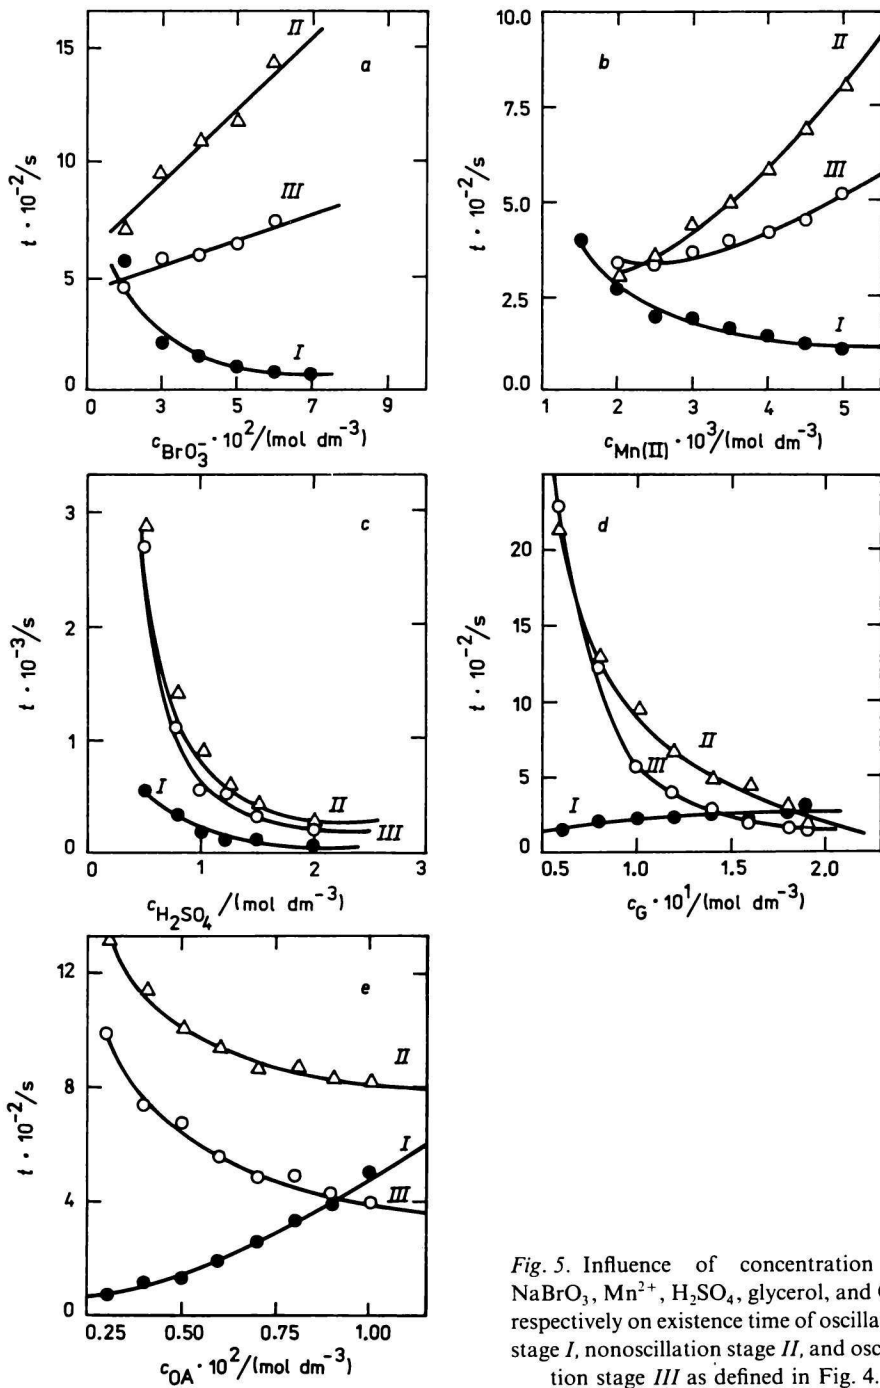 II
a
15
10
III
5
I
0
t · 10⁻²/s
0 3 5 7 9
c_BrO₃⁻ · 10²/(mol dm⁻³)
10.0
II
b
7.5
III
5.0
2.5
I
0.0
t · 10⁻²/s
1 2 3 4 5
c_Mn(II) · 10³/(mol dm⁻³)
3
c
2
1
I
II
III
0
t · 10⁻³/s
0 1 2 3
c_H₂SO₄/(mol dm⁻³)
d
20
15
10
II
III
5
I
0
t · 10⁻²/s
0.5 1.0 1.5 2.0
c_G · 10¹/(mol dm⁻³)
12
e
II
8
I
4
III
0
t · 10⁻²/s
0.25 0.50 0.75 1.00
c_OA · 10²/(mol dm⁻³)
Fig. 5. Influence of concentration
NaBrO₃, Mn²⁺, H₂SO₄, glycerol, and
respectively on existence time of oscilla
stage I, nonoscillation stage II, and osc
tion stage III as defined in Fig. 4.